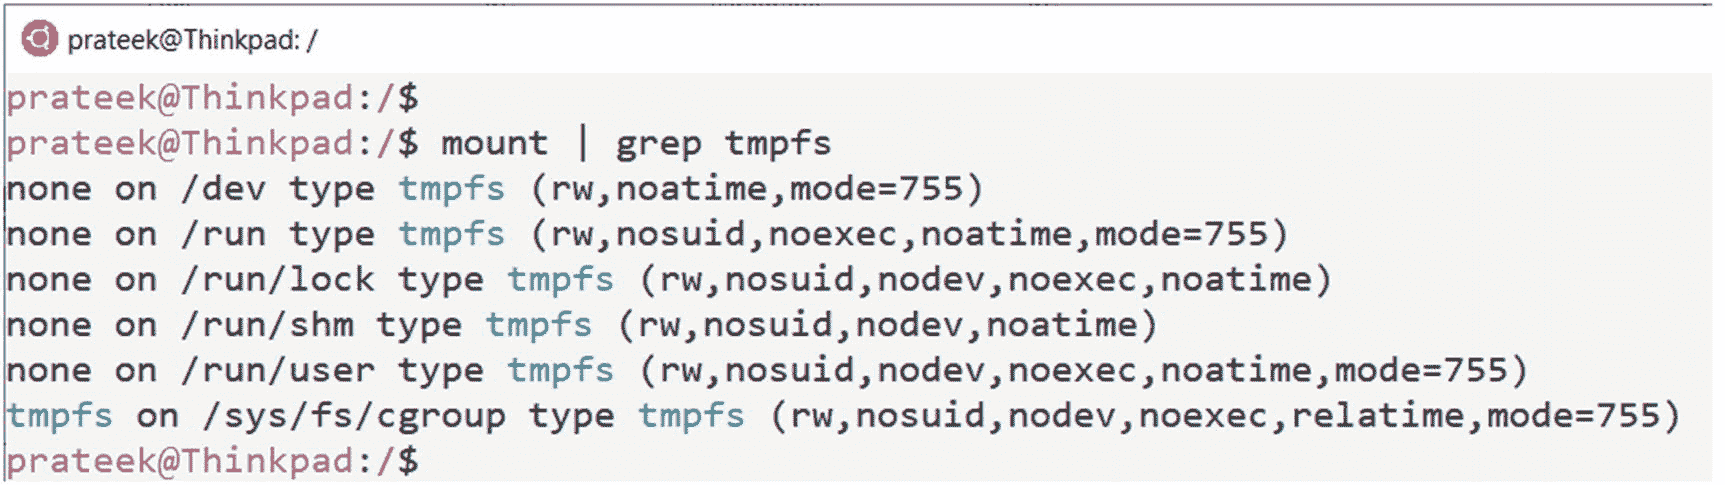 prateek@Thinkpad: /
prateek@Thinkpad:/$
prateek@Thinkpad:/$ mount | grep tmpfs
none on /dev type tmpfs (rw,noatime,mode=755)
none on /run type tmpfs (rw,nosuid,noexec,noatime,mode=755)
none on /run/lock type tmpfs (rw,nosuid,nodev,noexec,noatime)
none on /run/shm type tmpfs (rw,nosuid,nodev,noatime)
none on /run/user type tmpfs (rw,nosuid,nodev,noexec,noatime,mode=755)
tmpfs on /sys/fs/cgroup type tmpfs (rw,nosuid,nodev,noexec,relatime,mode=755)
prateek@Thinkpad:/$